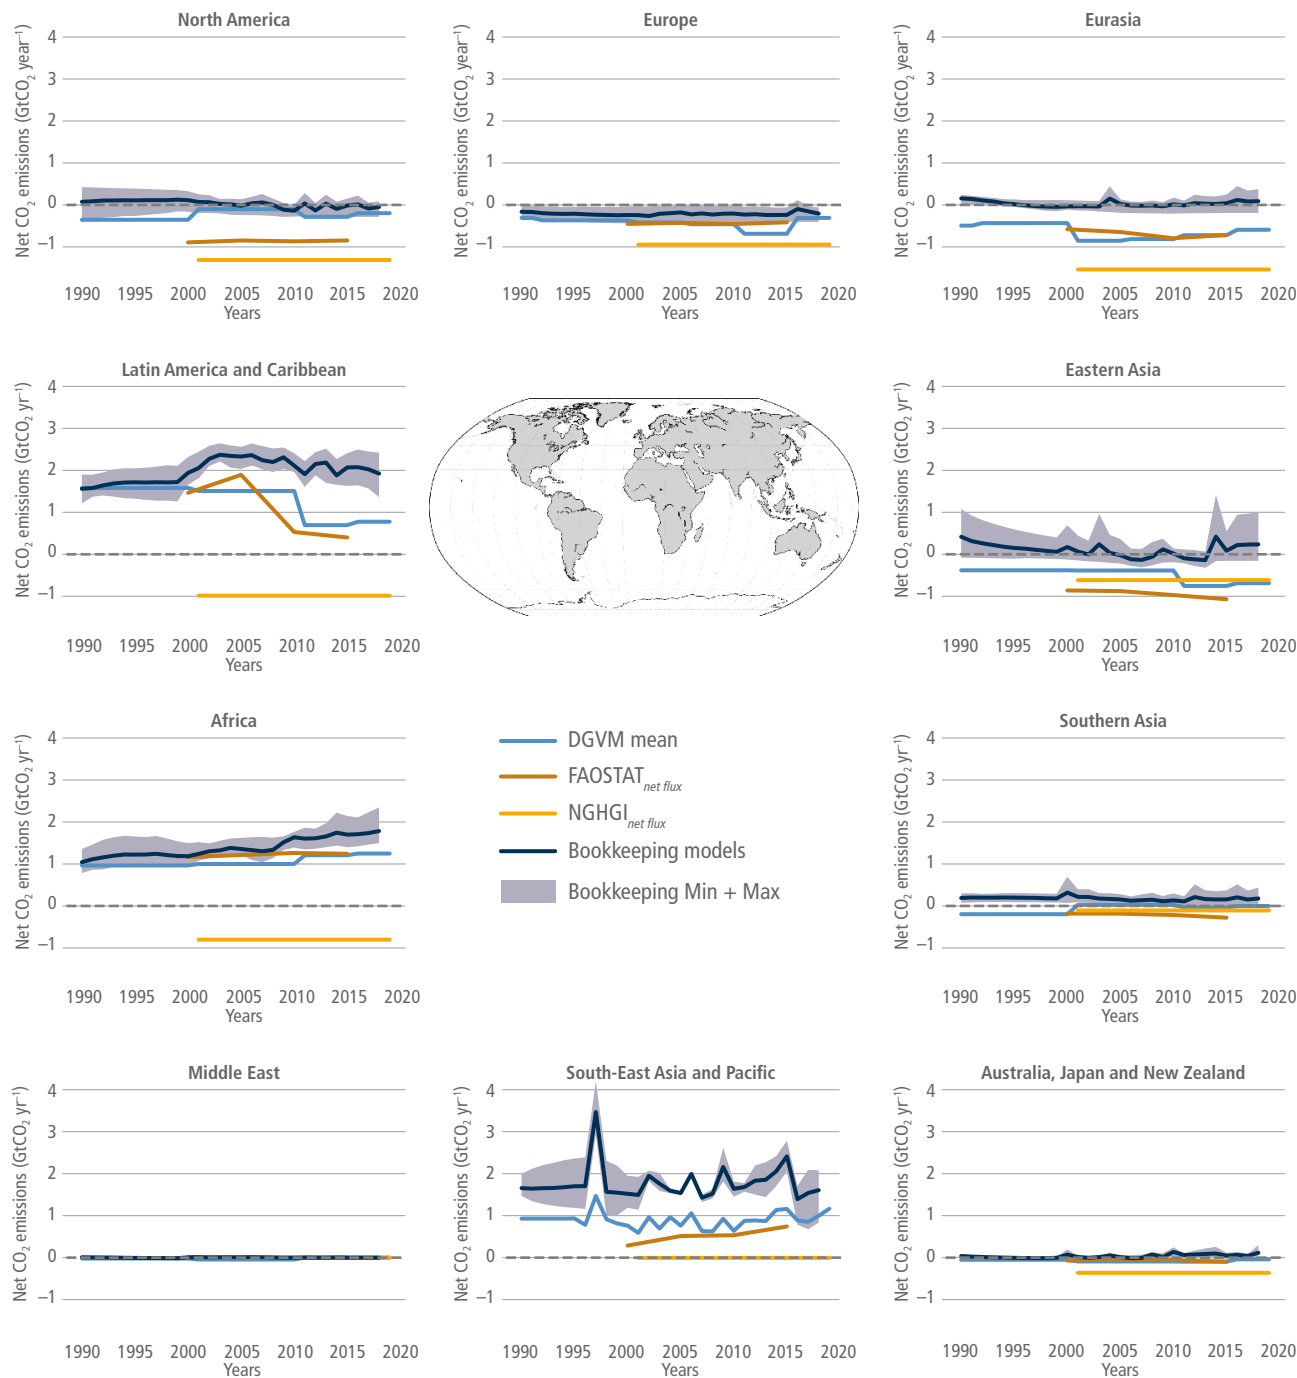 North America
Net CO2 emissions (GtCO2 year–1)
4
3
2
1
0
–1
1990 1995 2000 2005 2010 2015 2020
Years
Europe
Net CO2 emissions (GtCO2 year–1)
4
3
2
1
0
–1
1990 1995 2000 2005 2010 2015 2020
Years
Eurasia
Net CO2 emissions (GtCO2 year–1)
4
3
2
1
0
–1
1990 1995 2000 2005 2010 2015 2020
Years
Latin America and Caribbean
Net CO2 emissions (GtCO2 yr–1)
4
3
2
1
0
–1
1990 1995 2000 2005 2010 2015 2020
Years
Eastern Asia
Net CO2 emissions (GtCO2 yr–1)
4
3
2
1
0
–1
1990 1995 2000 2005 2010 2015 2020
Years
Africa
Net CO2 emissions (GtCO2 yr–1)
4
3
2
1
0
–1
1990 1995 2000 2005 2010 2015 2020
Years
DGVM mean
FAOSTAT net flux
NGHGI net flux
Bookkeeping models
Bookkeeping Min + Max
Southern Asia
Net CO2 emissions (GtCO2 yr–1)
4
3
2
1
0
–1
1990 1995 2000 2005 2010 2015 2020
Years
Middle East
Net CO2 emissions (GtCO2 yr–1)
4
3
2
1
0
–1
1990 1995 2000 2005 2010 2015 2020
Years
South-East Asia and Pacific
Net CO2 emissions (GtCO2 yr–1)
4
3
2
1
0
–1
1990 1995 2000 2005 2010 2015 2020
Years
Australia, Japan and New Zealand
Net CO2 emissions (GtCO2 yr–1)
4
3
2
1
0
–1
1990 1995 2000 2005 2010 2015 2020
Years